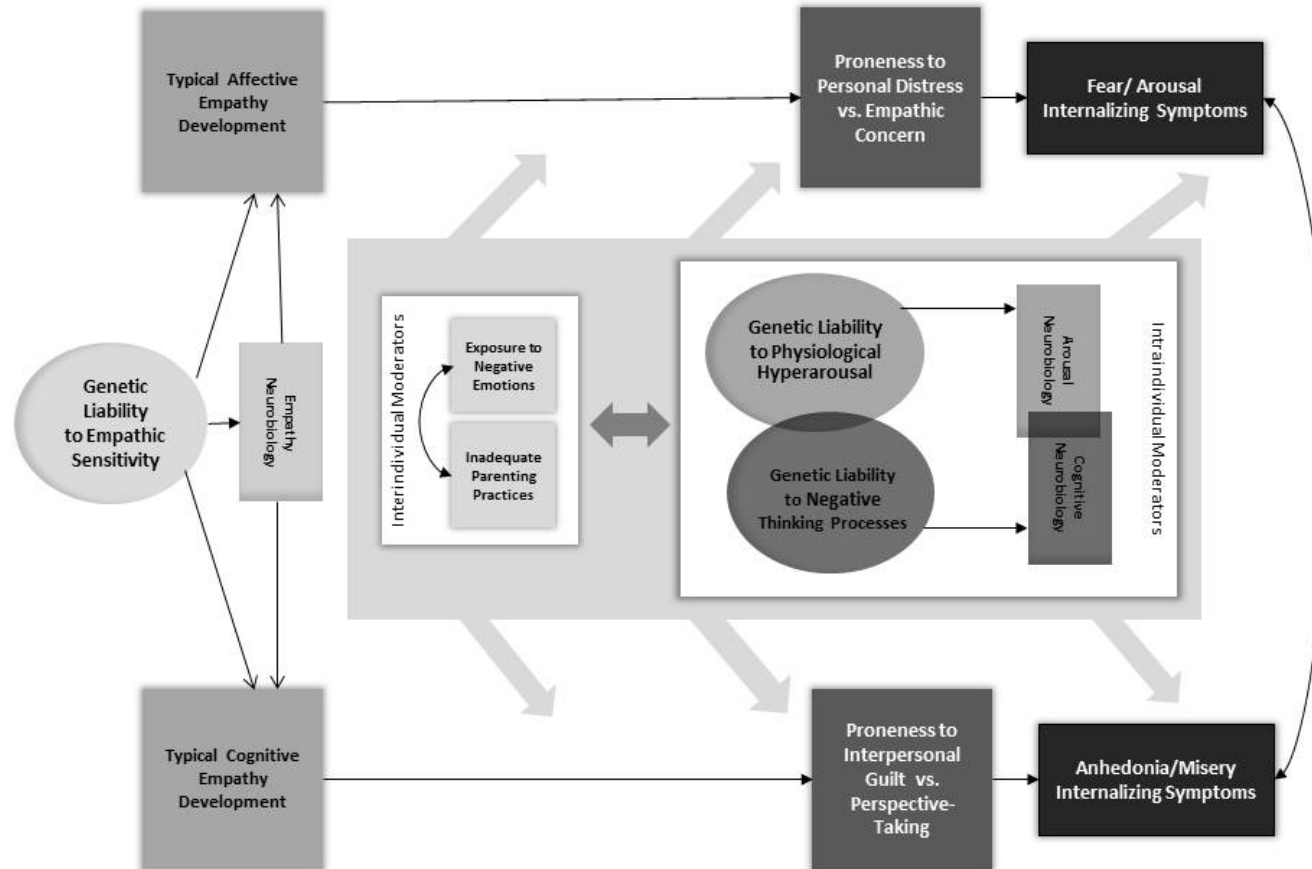 Typical Affective
Empathy
Development
Proneness to
Personal Distress
vs. Empathic
Concern
Fear/ Arousal
Internalizing Symptoms
Genetic
Liability
to Empathic
Sensitivity
Empathy
Neurobiology
Interindividual Moderators
Exposure to
Negative
Emotions
Inadequate
Parenting
Practices
Genetic Liability
to Physiological
Hyperarousal
Genetic Liability
to Negative
Thinking Processes
Arousal
Neurobiology
Cognitive
Neurobiology
Intraindividual Moderators
Typical Cognitive
Empathy
Development
Proneness to
Interpersonal
Guilt vs.
Perspective-
Taking
Anhedonia/Misery
Internalizing Symptoms